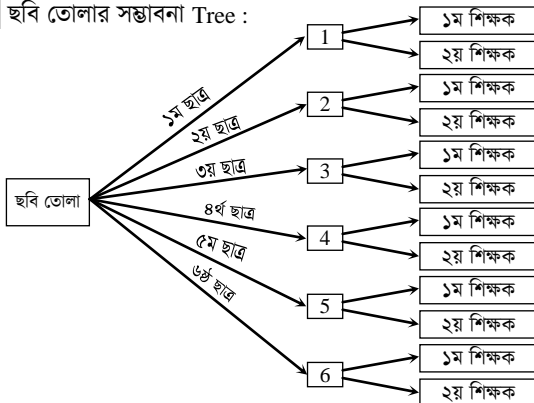 ছবি তোলার সম্ভাবনা Tree :
ছবি তোলা
১ম ছাত্র
২য় ছাত্র
৩য় ছাত্র
৪র্থ ছাত্র
৫ম ছাত্র
৬ষ্ঠ ছাত্র
1
১ম শিক্ষক
২য় শিক্ষক
2
১ম শিক্ষক
২য় শিক্ষক
3
১ম শিক্ষক
২য় শিক্ষক
4
১ম শিক্ষক
২য় শিক্ষক
5
১ম শিক্ষক
২য় শিক্ষক
6
১ম শিক্ষক
২য় শিক্ষক